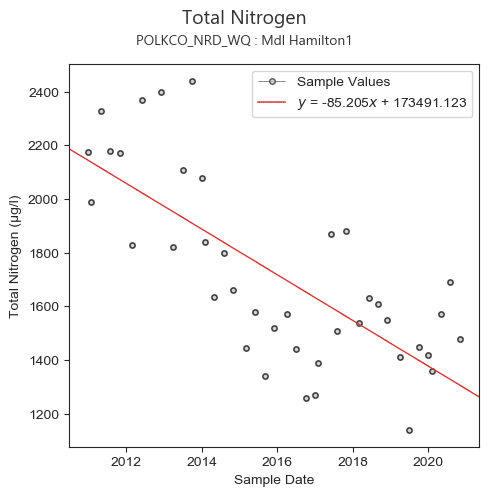 Total Nitrogen
POLKCO_NRD_WQ : Mdl Hamilton1
Sample Values
y = -85.205x + 173491.123
2400
2200
2000
1800
1600
1400
1200
Total Nitrogen (µg/l)
2012 2014 2016 2018 2020
Sample Date